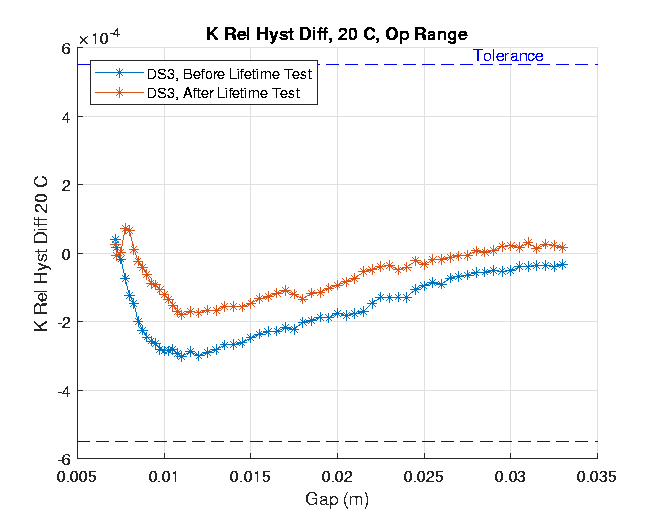 K Rel Hyst Diff, 20 C, Op Range
×10-4
Tolerance
DS3, Before Lifetime Test
DS3, After Lifetime Test
K Rel Hyst Diff 20 C
6
4
2
0
-2
-4
-6
0.005 0.01 0.015 0.02 0.025 0.03 0.035
Gap (m)